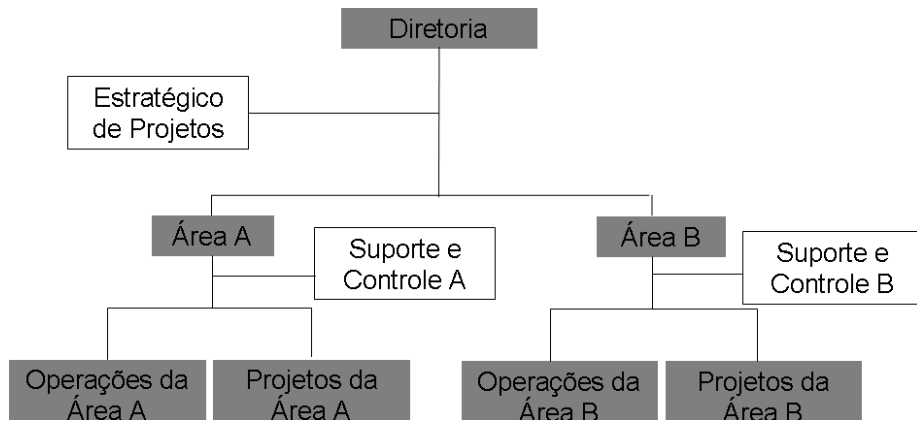 Diretoria
Estratégico
de Projetos
Área A
Área B
Suporte e
Controle A
Suporte e
Controle B
Operações da
Área A
Projetos da
Área A
Operações da
Área B
Projetos da
Área B